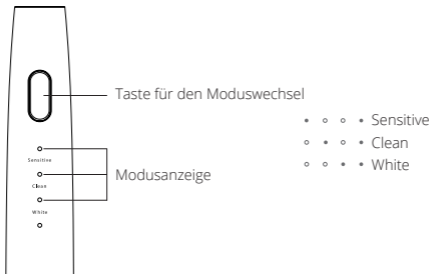 Taste für den Moduswechsel
Sensitive
Clean
White
Sensitive
Clean
White
Modusanzeige